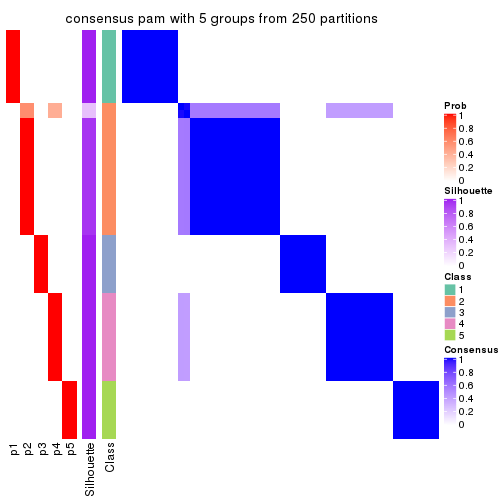 consensus pam with 5 groups from 250 partitions
Prob
1
0.8
0.6
0.4
0.2
0
Silhouette
1
0.8
0.6
0.4
0.2
0
Class
1
2
3
4
5
Consensus
1
0.8
0.6
0.4
0.2
0
p1
p2
p3
p4
p5
Silhouette
Class